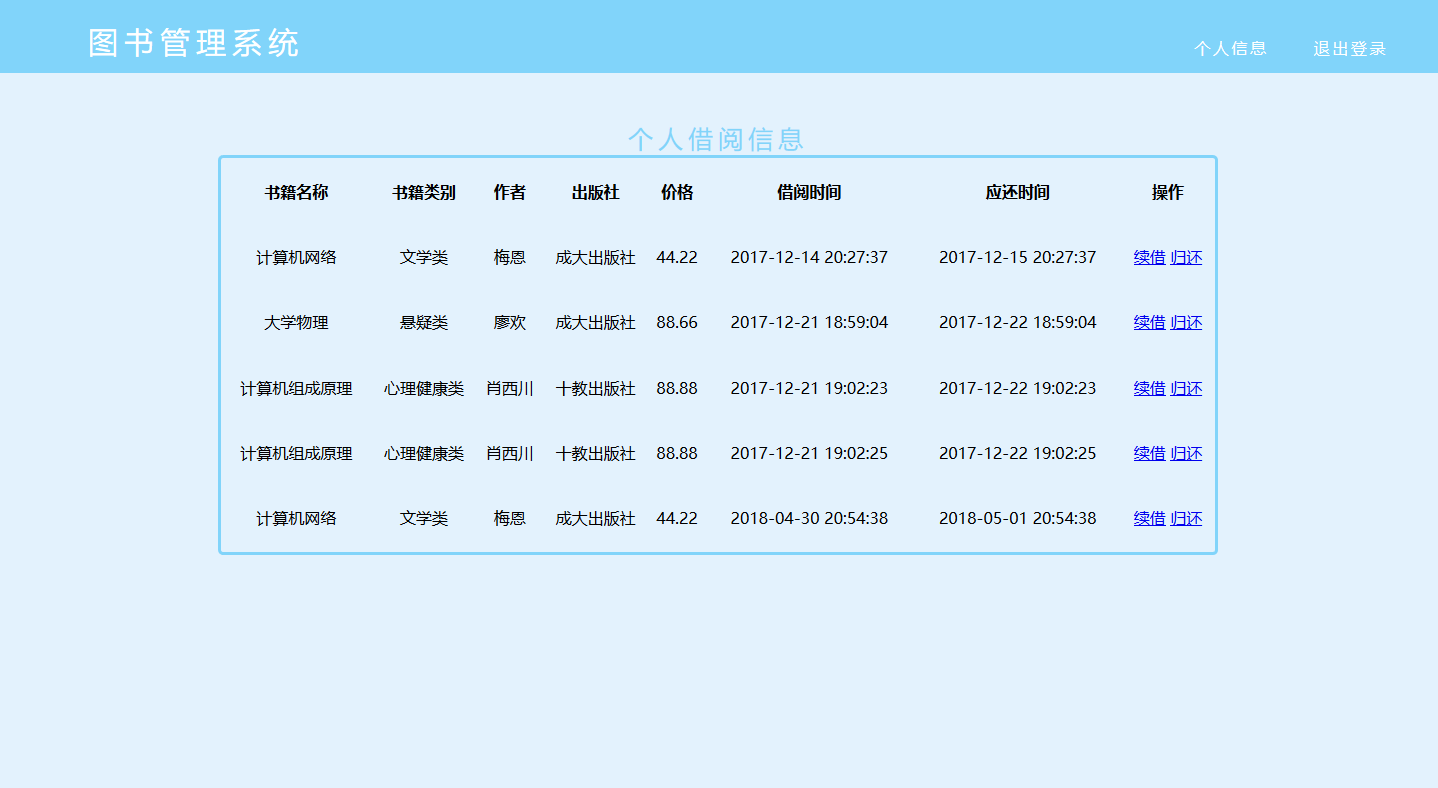 图书管理系统 个人信息 退出登录
个人借阅信息
书籍名称 书籍类别 作者 出版社 价格 借阅时间 应还时间 操作
计算机网络 文学类 梅恩 成大出版社 44.22 2017-12-14 20:27:37 2017-12-15 20:27:37 续借 归还
大学物理 悬疑类 廖欢 成大出版社 88.66 2017-12-21 18:59:04 2017-12-22 18:59:04 续借 归还
计算机组成原理 心理健康类 肖西川 十教出版社 88.88 2017-12-21 19:02:23 2017-12-22 19:02:23 续借 归还
计算机组成原理 心理健康类 肖西川 十教出版社 88.88 2017-12-21 19:02:25 2017-12-22 19:02:25 续借 归还
计算机网络 文学类 梅恩 成大出版社 44.22 2018-04-30 20:54:38 2018-05-01 20:54:38 续借 归还